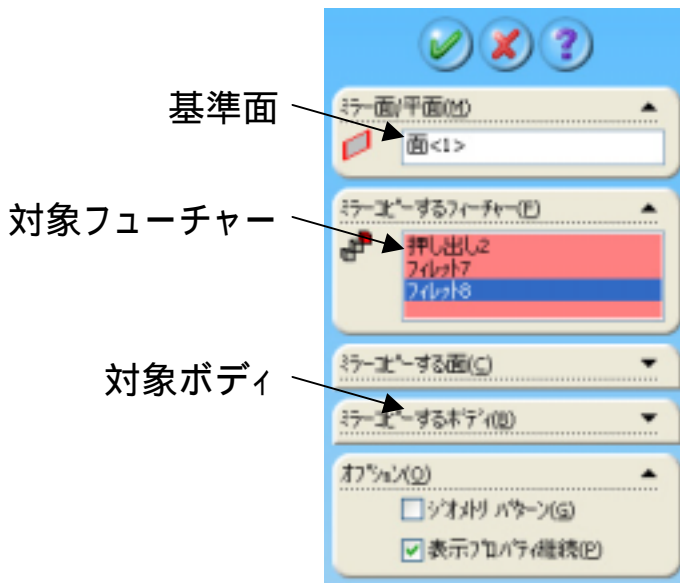 基準面
ミラー面/平面(M)
面<1>
対象フューチャー
ミラーコピーするフィーチャー(F)
押し出し2
フィレット7
フィレット8
ミラーコピーする面(C)
対象ボディ
ミラーコピーするボディ(B)
オプション(O)
ジオメトリ パターン(G)
表示プロパティ継続(P)